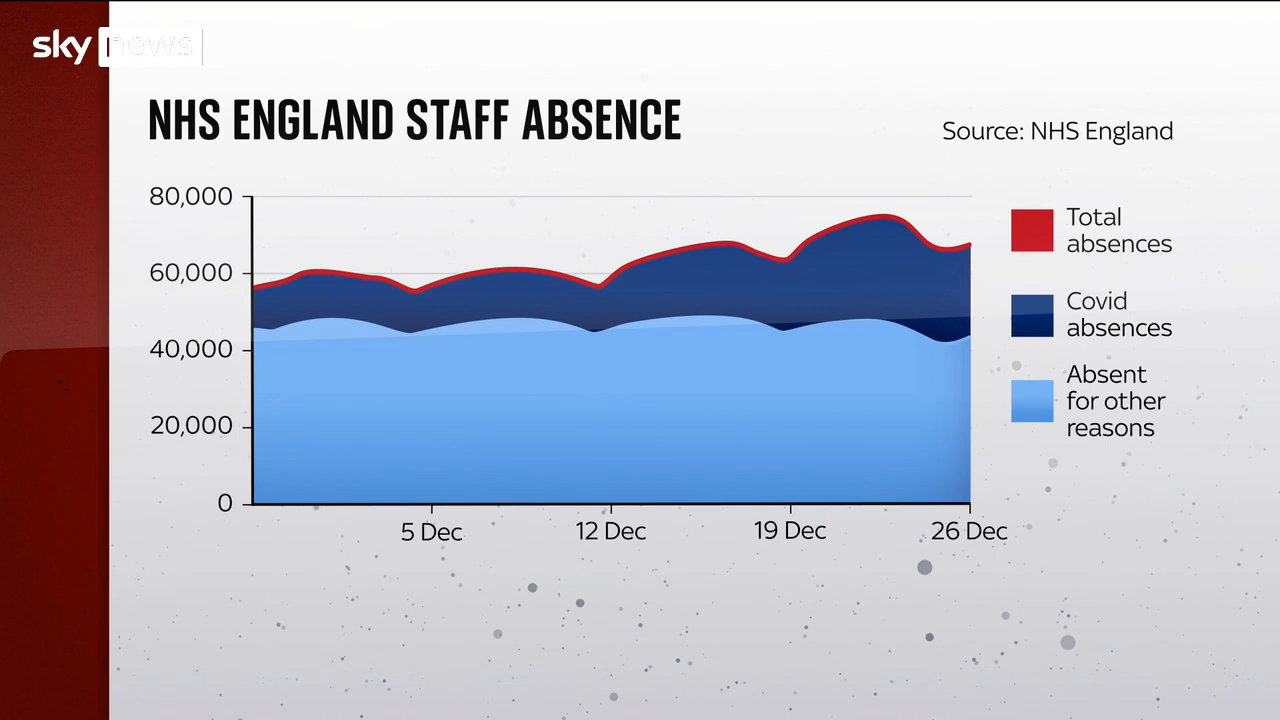 sky news
NHS ENGLAND STAFF ABSENCE
Source: NHS England
80,000
60,000
40,000
20,000
0
5 Dec
12 Dec
19 Dec
26 Dec
Total
absences
Covid
absences
Absent
for other
reasons